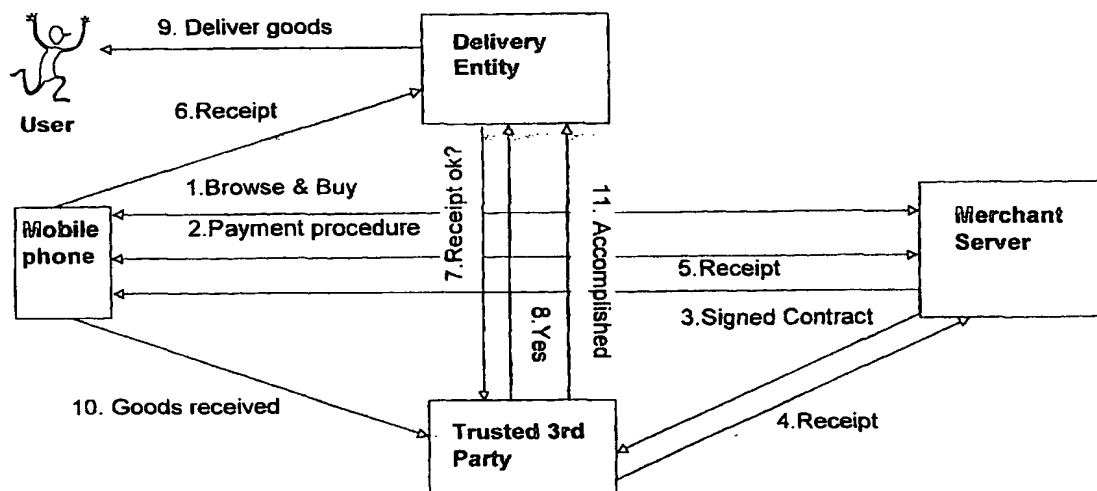 9. Deliver goods
Delivery
Entity
User
6.Receipt
7.Receipt ok?
1.Browse & Buy
2.Payment procedure
11. Accomplished
Mobile
phone
Merchant
Server
5.Receipt
8.Yes
3.Signed Contract
10. Goods received
Trusted 3rd
Party
4.Receipt